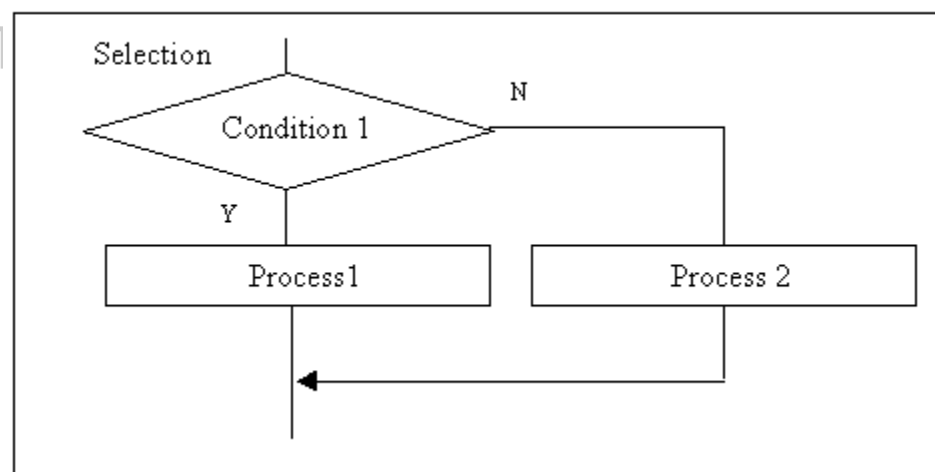 Selection
N
Condition 1
Y
Process1
Process 2